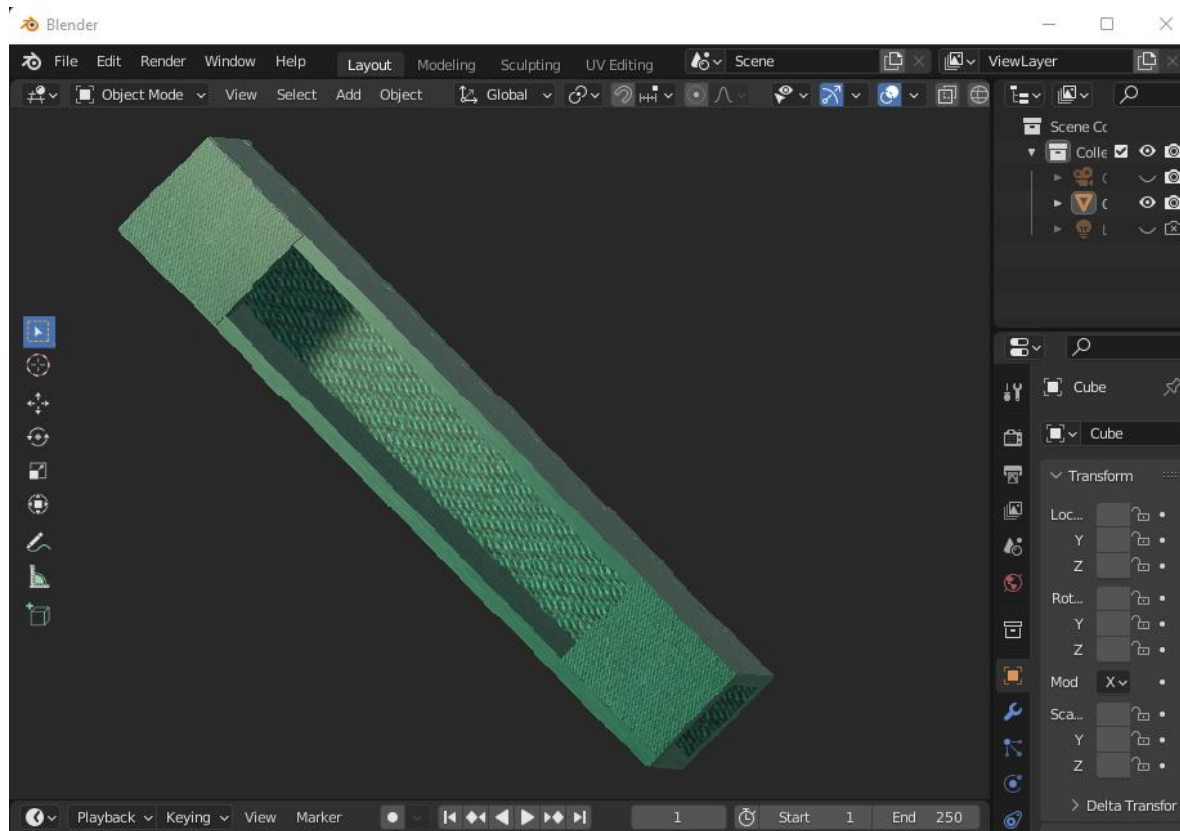 Blender
File Edit Render Window Help Layout Modeling Sculpting UV Editing Scene ViewLayer
Object Mode View Select Add Object Global
Scene Cc
Colle
Cube
Cube
Transform
Loc...
Y
Z
Rot...
Y
Z
Mod X
Sca...
Y
Z
Delta Transfor
Playback Keying View Marker 1 Start 1 End 250